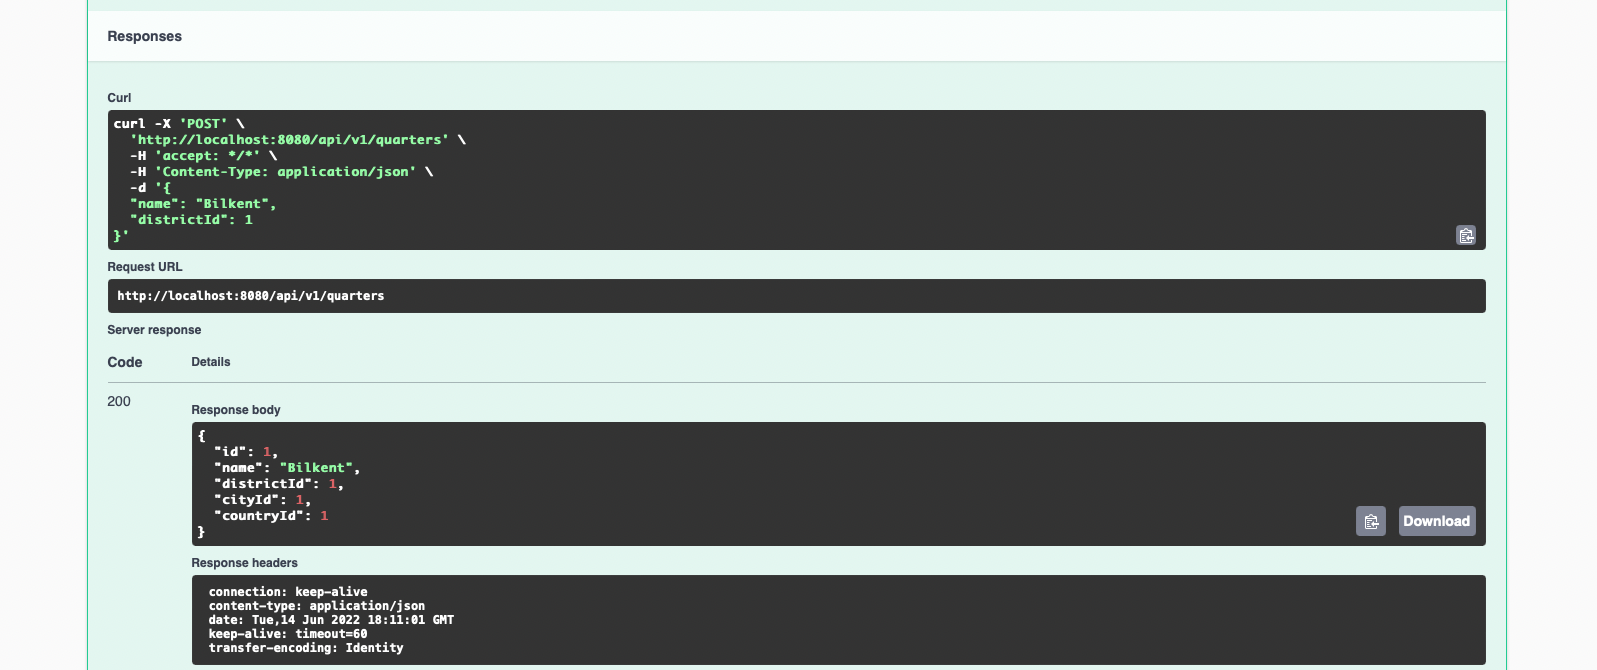 Responses
Curl
curl -X 'POST' \
  'http://localhost:8080/api/v1/quarters' \
  -H 'accept: */*' \
  -H 'Content-Type: application/json' \
  -d '{
  "name": "Bilkent",
  "districtId": 1
}'
Request URL
http://localhost:8080/api/v1/quarters
Server response
Code Details
200
Response body
{
  "id": 1,
  "name": "Bilkent",
  "districtId": 1,
  "cityId": 1,
  "countryId": 1
}
Download
Response headers
connection: keep-alive
content-type: application/json
date: Tue,14 Jun 2022 18:11:01 GMT
keep-alive: timeout=60
transfer-encoding: Identity